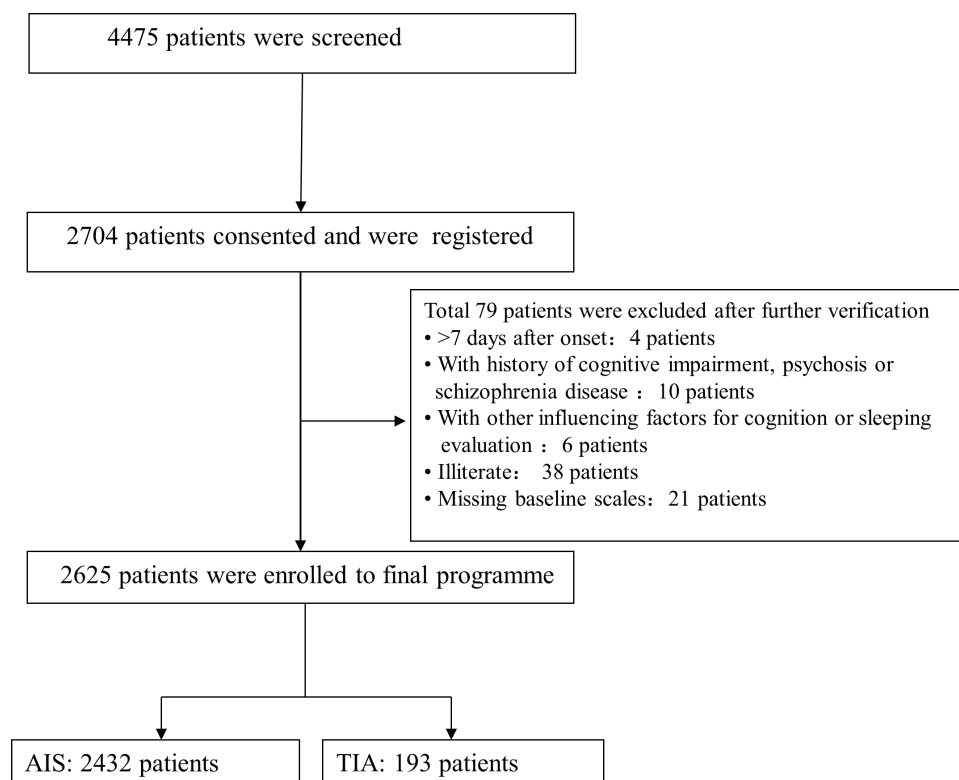 4475 patients were screened
2704 patients consented and were registered
Total 79 patients were excluded after further verification
• >7 days after onset：4 patients
• With history of cognitive impairment, psychosis or
schizophrenia disease ：10 patients
• With other influencing factors for cognition or sleeping
evaluation ：6 patients
• Illiterate： 38 patients
• Missing baseline scales：21 patients
2625 patients were enrolled to final programme
AIS: 2432 patients
TIA: 193 patients